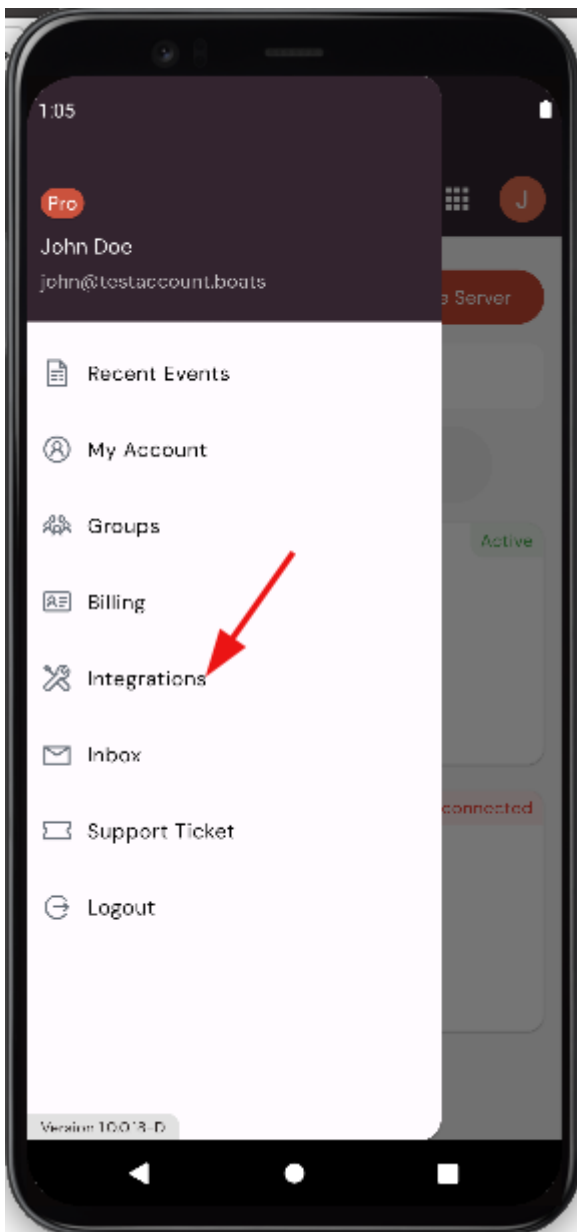 1:05
Pro
J
John Doe
john@testaccount.boats
Server
Recent Events
My Account
Groups
Active
Billing
Integrations
Inbox
connected
Support Ticket
Logout